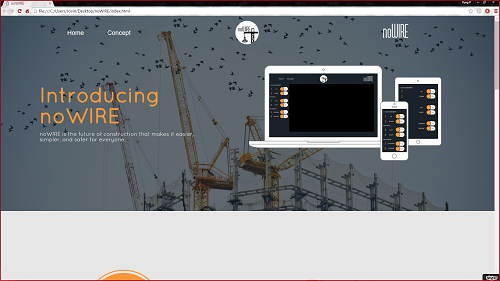 noWIRE
file:///C:/Users/
/Desktop/noWIRE/index.html
Home
Concept
noWIRE
Introducing
noWIRE
noWIRE is the future of construction that makes it easier,
simpler, and safer for everyone...